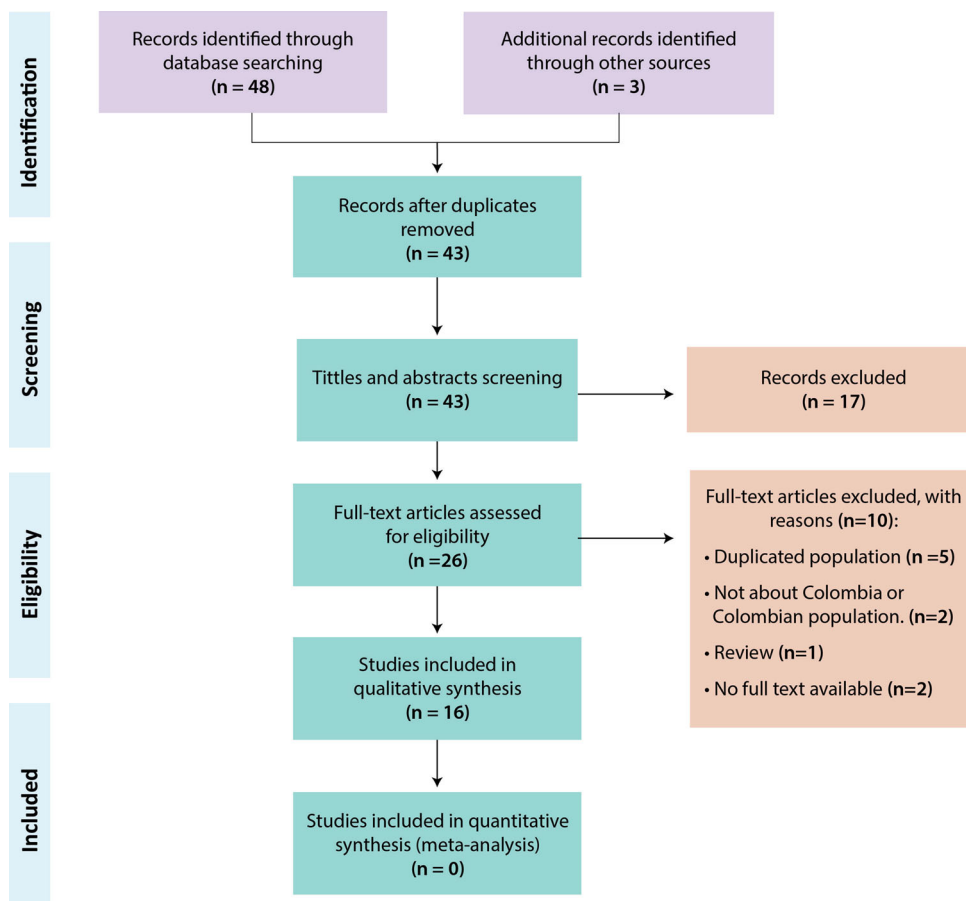 Identification
Records identified through
database searching
(n = 48)
Additional records identified
through other sources
(n = 3)
Records after duplicates
removed
(n = 43)
Screening
Tittles and abstracts screening
(n = 43)
Records excluded
(n = 17)
Eligibility
Full-text articles assessed
for eligibility
(n =26)
Full-text articles excluded, with
reasons (n=10):
• Duplicated population (n =5)
• Not about Colombia or
Colombian population. (n=2)
• Review (n=1)
• No full text available (n=2)
Studies included in
qualitative synthesis
(n = 16)
Included
Studies included in quantitative
synthesis (meta-analysis)
(n = 0)